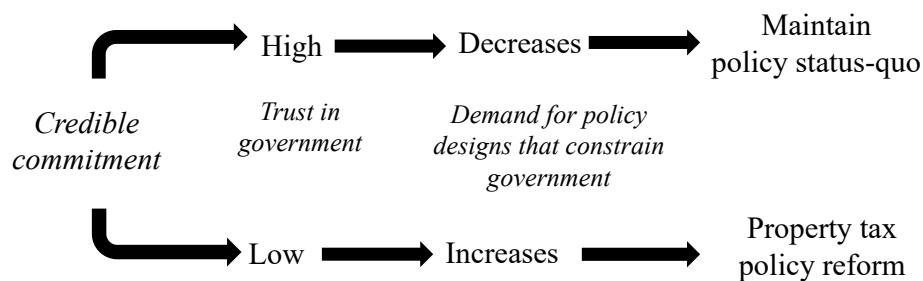 High
Decreases
Maintain
policy status-quo
Credible
commitment
Trust in
government
Demand for policy
designs that constrain
government
Low
Increases
Property tax
policy reform